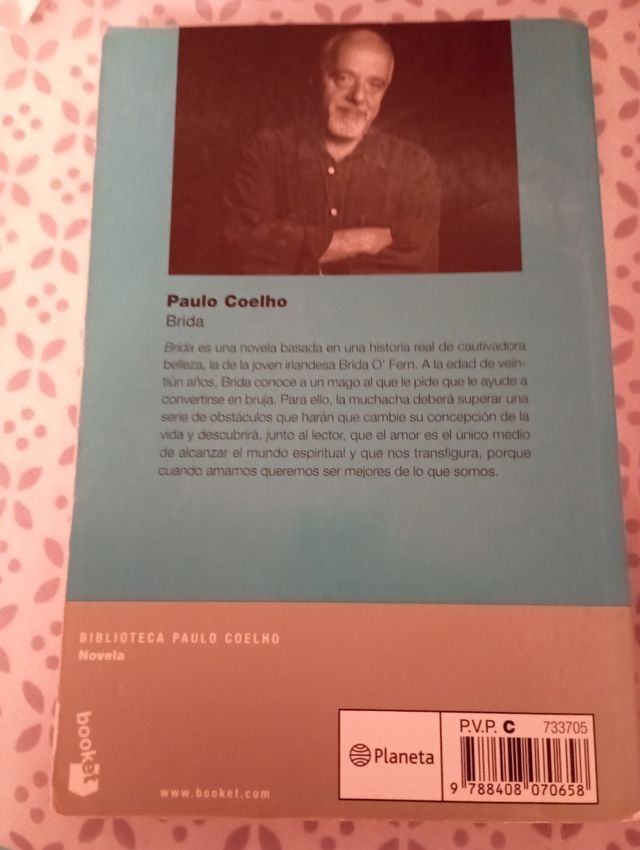 Paulo Coelho
Brida
Brida es una novela basada en una historia real de cautivadora
belleza, la de la joven irlandesa Brida O' Fern. A la edad de vein-
tiún años, Brida conoce a un mago al que le pide que le ayude a
convertirse en bruja. Para ello, la muchacha deberá superar una
serie de obstáculos que harán que cambie su concepción de la
vida y descubrirá, junto al lector, que el amor es el único medio
de alcanzar el mundo espiritual y que nos transfigura, porque
cuando amamos queremos ser mejores de lo que somos.
BIBLIOTECA PAULO COELHO
Novela
booket
www.booket.com
Planeta
P.V.P. C 733705
9 788408 070658